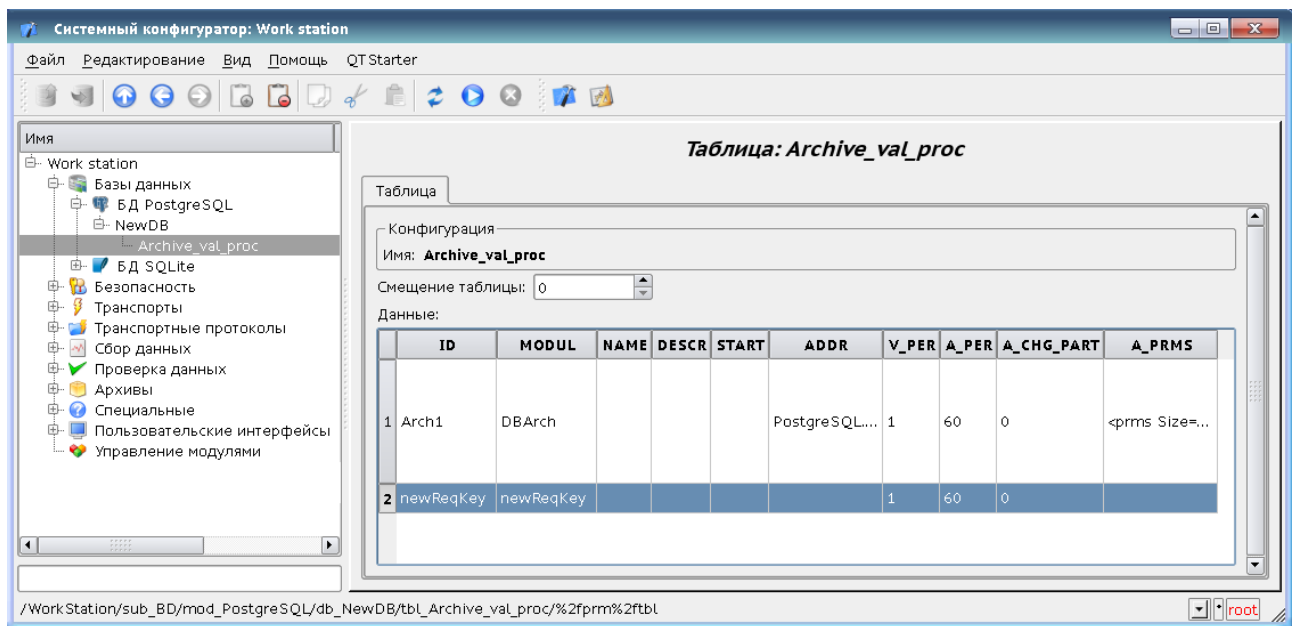 Системный конфигуратор: Work station
Файл Редактирование Вид Помощь QTStarter
Имя
Work station
Базы данных
БД PostgreSQL
NewDB
Archive_val_proc
БД SQLite
Безопасность
Транспорты
Транспортные протоколы
Сбор данных
Проверка данных
Архивы
Специальные
Пользовательские интерфейсы
Управление модулями
Таблица: Archive_val_proc
Таблица
Конфигурация
Имя: Archive_val_proc
Смещение таблицы: 0
Данные:
ID MODUL NAME DESCR START ADDR V_PER A_PER A_CHG_PART A_PRMS
1 Arch1 DBArch PostgreSQL.... 1 60 0 <prms Size=...
2 newReqKey newReqKey 1 60 0
/WorkStation/sub_BD/mod_PostgreSQL/db_NewDB/tbl_Archive_val_proc/%2fprm%2ftbl * root